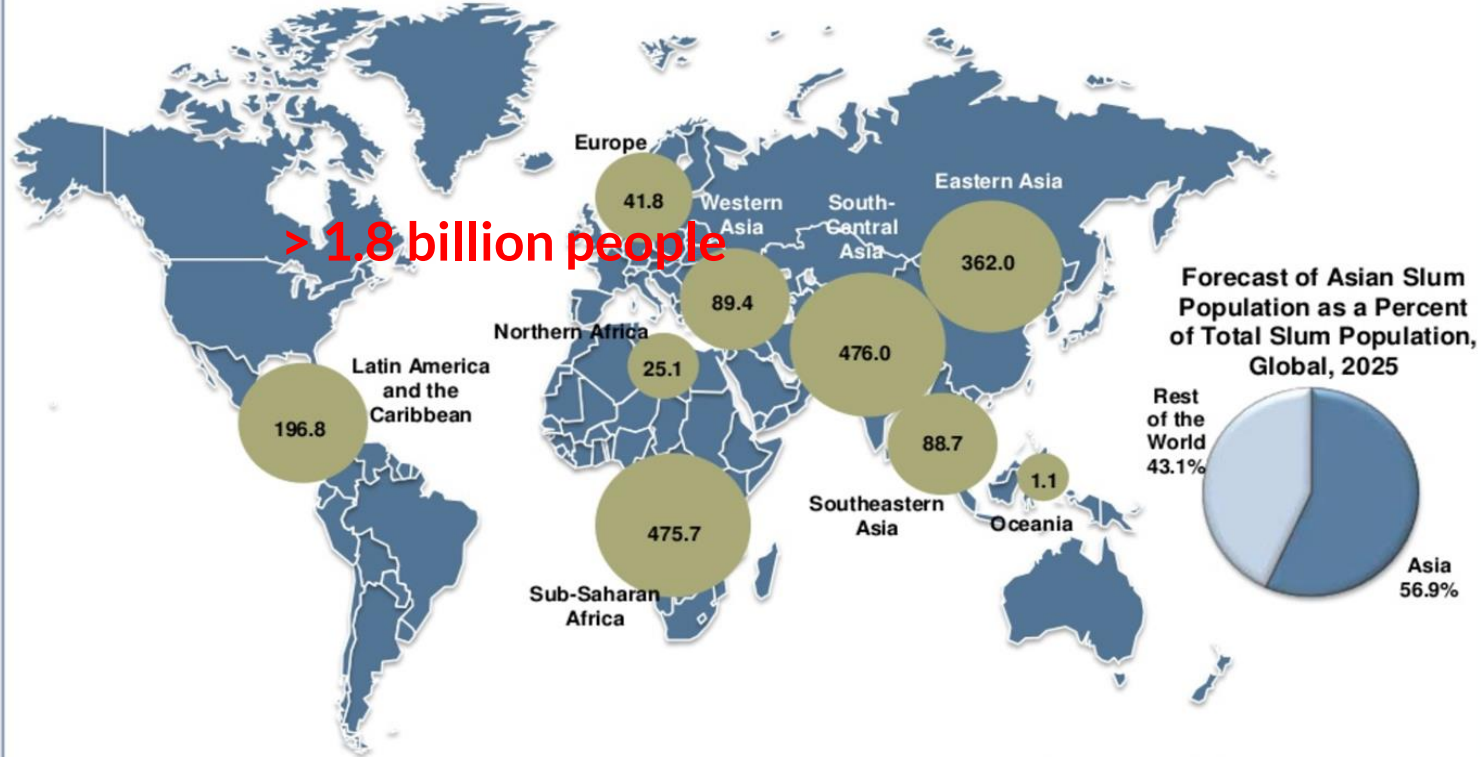 Europe
41.8
Western
Asia
89.4
South-
Central
Asia
476.0
Eastern Asia
362.0
> 1.8 billion people
Northern Africa
25.1
Latin America
and the
Caribbean
196.8
88.7
Southeastern
Asia
1.1
Oceania
475.7
Sub-Saharan
Africa
Forecast of Asian Slum
Population as a Percent
of Total Slum Population,
Global, 2025
Rest
of the
World
43.1%
Asia
56.9%